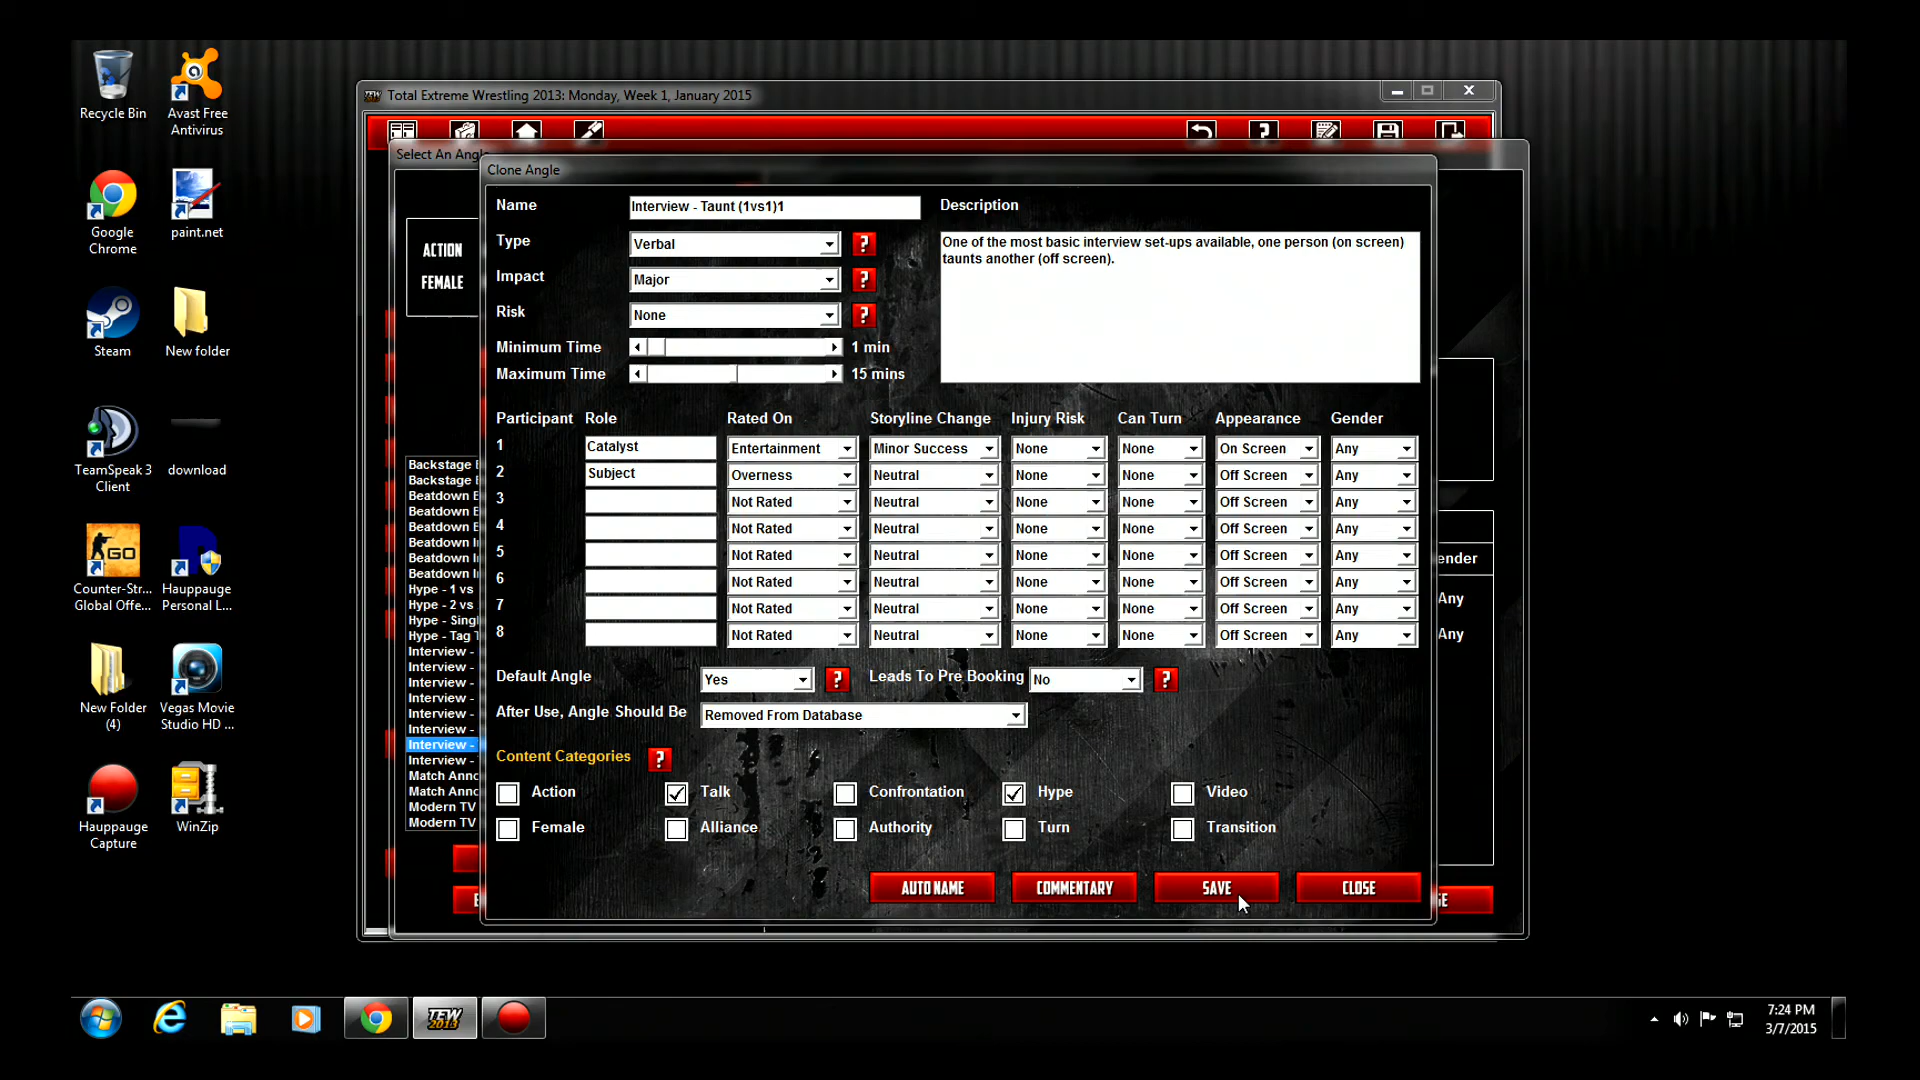 Recycle Bin
Avast Free
Antivirus
Google
Chrome
paint.net
Steam
New folder
TeamSpeak 3
Client
download
Counter-Str...
Global Offe...
Hauppauge
Personal L...
New Folder
(4)
Vegas Movie
Studio HD ...
Hauppauge
Capture
WinZip
Total Extreme Wrestling 2013: Monday, Week 1, January 2015
Select An Angle
ACTION
FEMALE
Backstage
Backstage
Beatdown
Beatdown
Beatdown
Beatdown I
Beatdown I
Beatdown I
Hype - 1 vs
Hype - 2 vs
Hype - Sing
Hype - Tag T
Interview -
Interview -
Interview -
Interview -
Interview -
Interview -
Interview -
Interview -
Match Anno
Match Anno
Modern TV
Modern TV
ender
Any
Any
Clone Angle
Name Interview - Taunt (1vs1)1
Type Verbal ?
Impact Major ?
Risk None ?
Minimum Time 1 min
Maximum Time 15 mins
Description
One of the most basic interview set-ups available, one person (on screen)
taunts another (off screen).
Participant Role Rated On Storyline Change Injury Risk Can Turn Appearance Gender
1 Catalyst Entertainment Minor Success None None On Screen Any
2 Subject Overness Neutral None None Off Screen Any
3 Not Rated Neutral None None Off Screen Any
4 Not Rated Neutral None None Off Screen Any
5 Not Rated Neutral None None Off Screen Any
6 Not Rated Neutral None None Off Screen Any
7 Not Rated Neutral None None Off Screen Any
8 Not Rated Neutral None None Off Screen Any
Default Angle Yes ? Leads To Pre Booking No ?
After Use, Angle Should Be Removed From Database
Content Categories ?
Action Talk Confrontation Hype Video
Female Alliance Authority Turn Transition
AUTO NAME COMMENTARY SAVE CLOSE
TEW
2013
7:24 PM
3/7/2015